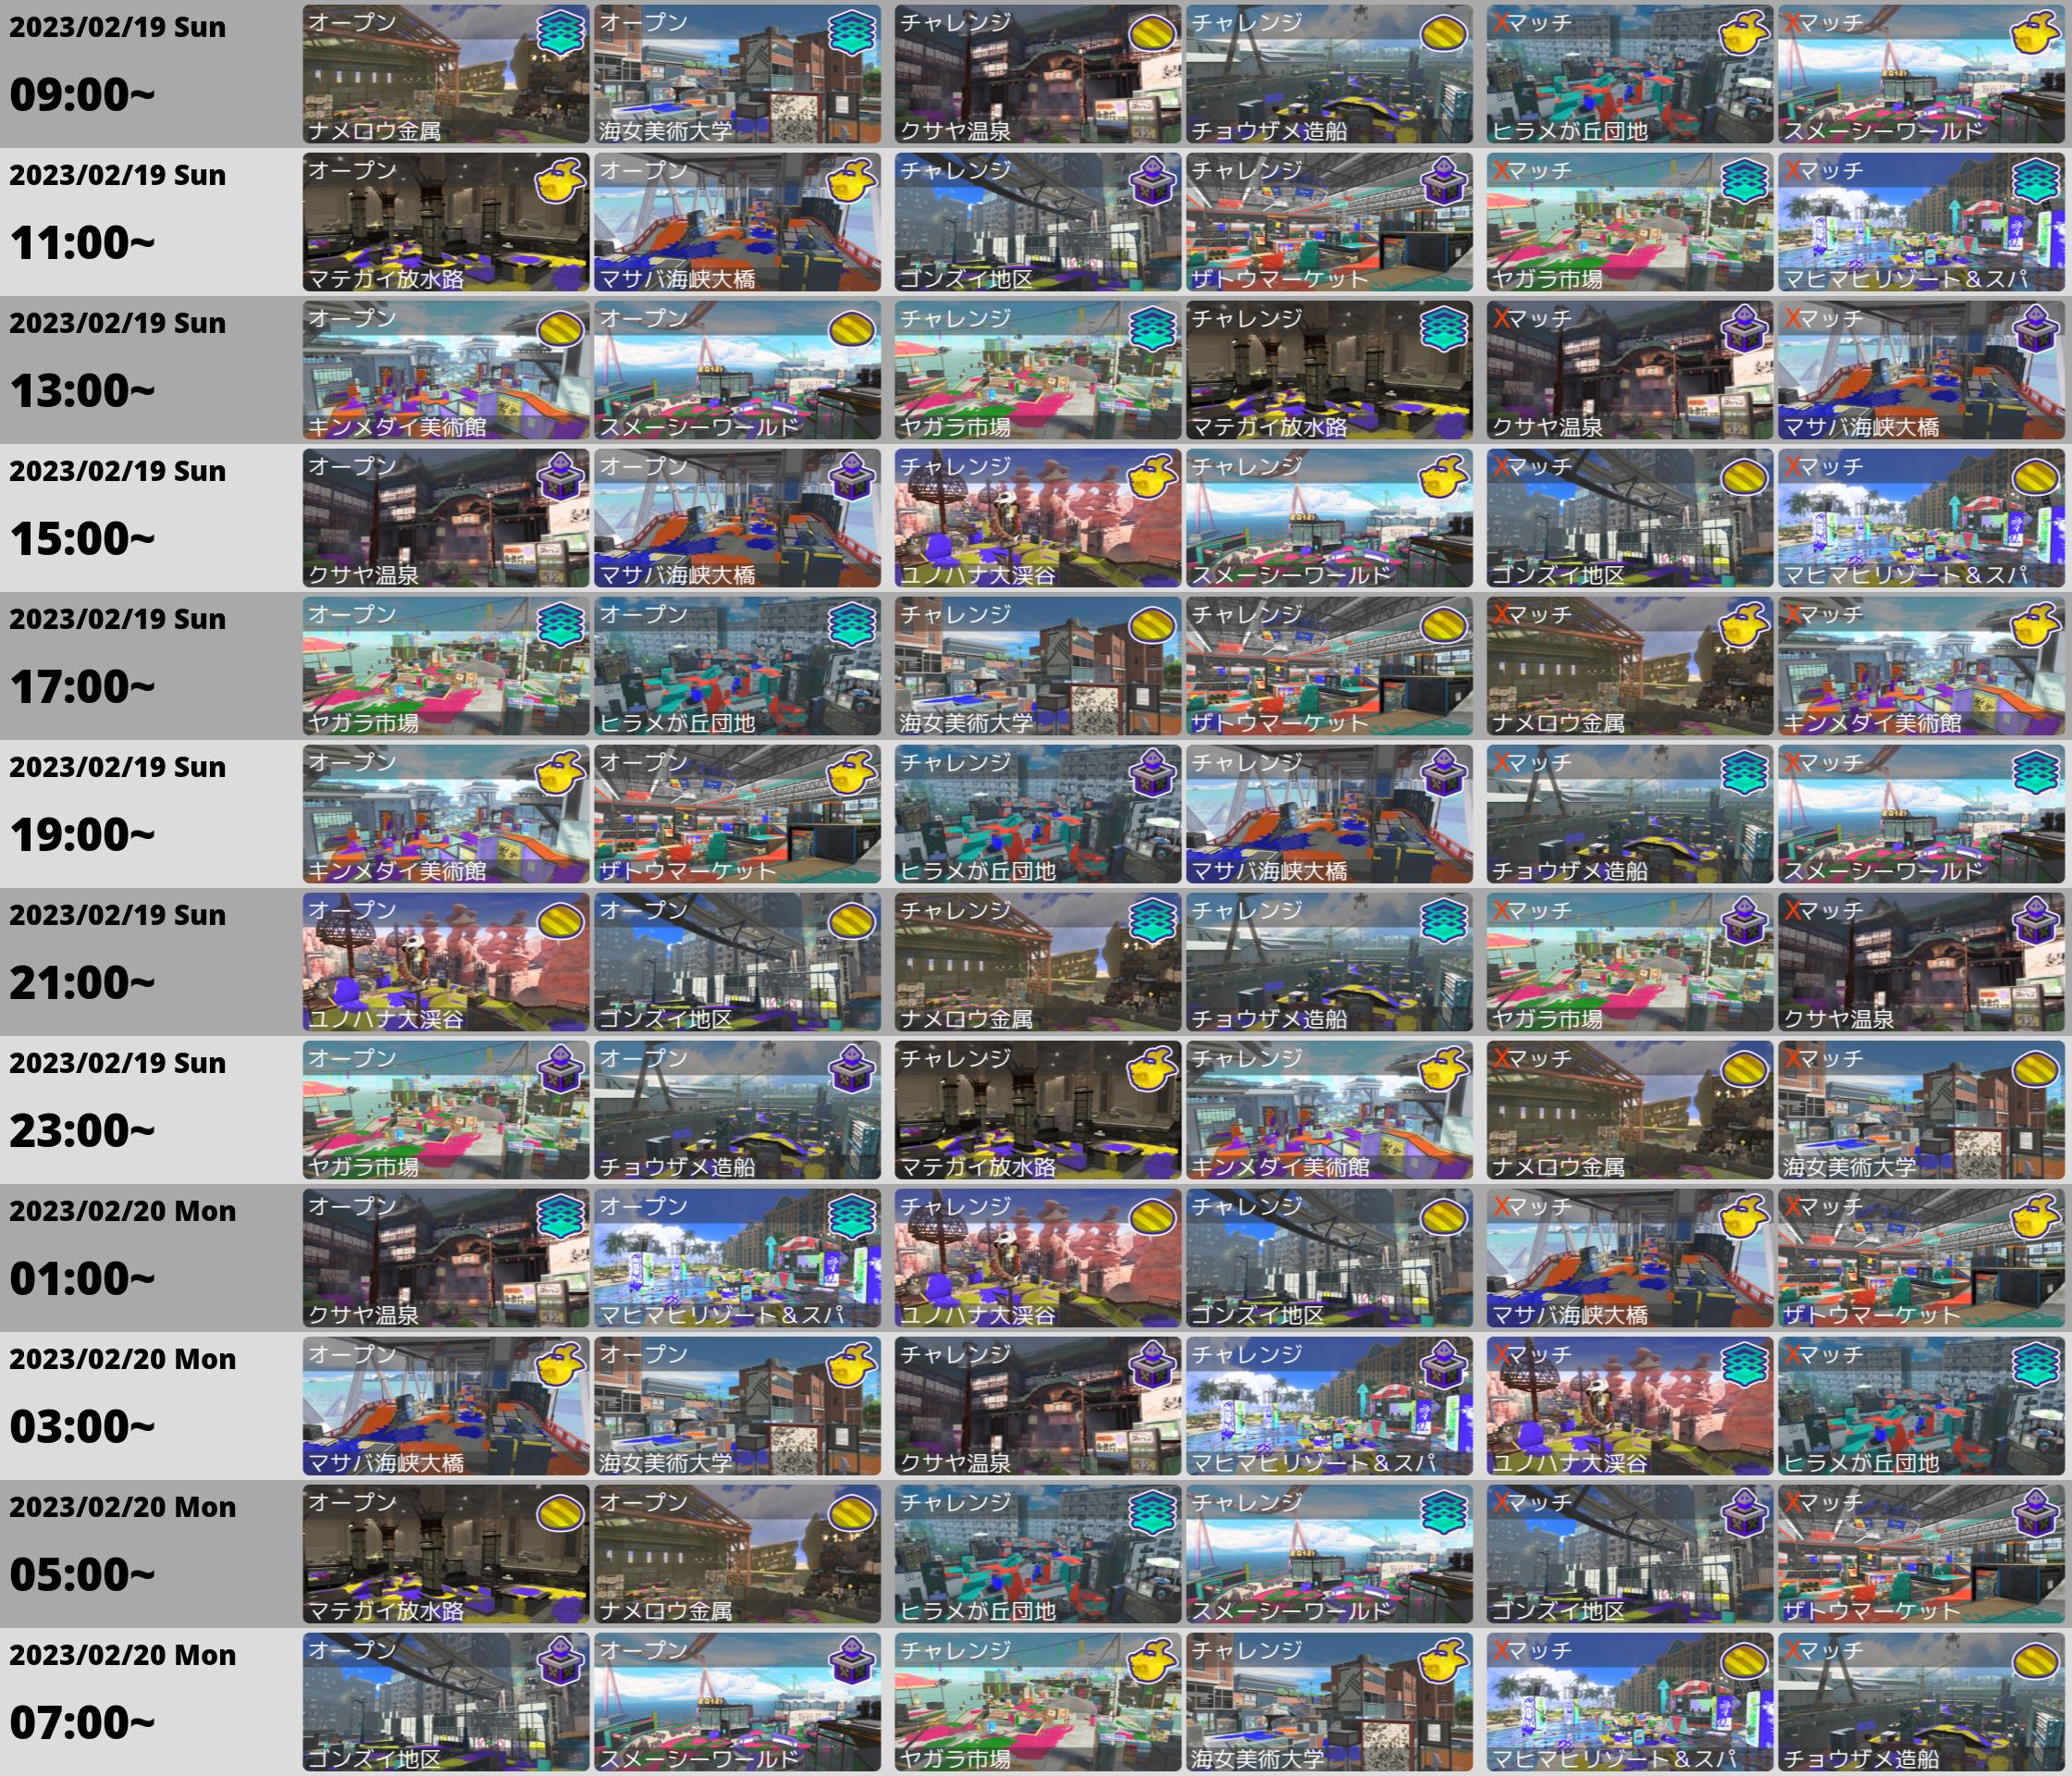 2023/02/19 Sun
09:00~
オープン オープン チャレンジ チャレンジ Xマッチ Xマッチ
ナメロウ金属 海女美術大学 クサヤ温泉 チョウザメ造船 ヒラメが丘団地 スメーシーワールド
2023/02/19 Sun
11:00~
オープン オープン チャレンジ チャレンジ Xマッチ Xマッチ
マテガイ放水路 マサバ海峡大橋 ゴンズイ地区 ザトウマーケット ヤガラ市場 マヒマヒリゾート&スパ
2023/02/19 Sun
13:00~
オープン オープン チャレンジ チャレンジ Xマッチ Xマッチ
キンメダイ美術館 スメーシーワールド ヤガラ市場 マテガイ放水路 クサヤ温泉 マサバ海峡大橋
2023/02/19 Sun
15:00~
オープン オープン チャレンジ チャレンジ Xマッチ Xマッチ
クサヤ温泉 マサバ海峡大橋 ユノハナ大渓谷 スメーシーワールド ゴンズイ地区 マヒマヒリゾート&スパ
2023/02/19 Sun
17:00~
オープン オープン チャレンジ チャレンジ Xマッチ Xマッチ
ヤガラ市場 ヒラメが丘団地 海女美術大学 ザトウマーケット ナメロウ金属 キンメダイ美術館
2023/02/19 Sun
19:00~
オープン オープン チャレンジ チャレンジ Xマッチ Xマッチ
キンメダイ美術館 ザトウマーケット ヒラメが丘団地 マサバ海峡大橋 チョウザメ造船 スメーシーワールド
2023/02/19 Sun
21:00~
オープン オープン チャレンジ チャレンジ Xマッチ Xマッチ
ユノハナ大渓谷 ゴンズイ地区 ナメロウ金属 チョウザメ造船 ヤガラ市場 クサヤ温泉
2023/02/19 Sun
23:00~
オープン オープン チャレンジ チャレンジ Xマッチ Xマッチ
ヤガラ市場 チョウザメ造船 マテガイ放水路 キンメダイ美術館 ナメロウ金属 海女美術大学
2023/02/20 Mon
01:00~
オープン オープン チャレンジ チャレンジ Xマッチ Xマッチ
クサヤ温泉 マヒマヒリゾート&スパ ユノハナ大渓谷 ゴンズイ地区 マサバ海峡大橋 ザトウマーケット
2023/02/20 Mon
03:00~
オープン オープン チャレンジ チャレンジ Xマッチ Xマッチ
マサバ海峡大橋 海女美術大学 クサヤ温泉 マヒマヒリゾート&スパ ユノハナ大渓谷 ヒラメが丘団地
2023/02/20 Mon
05:00~
オープン オープン チャレンジ チャレンジ Xマッチ Xマッチ
マテガイ放水路 ナメロウ金属 ヒラメが丘団地 スメーシーワールド ゴンズイ地区 ザトウマーケット
2023/02/20 Mon
07:00~
オープン オープン チャレンジ チャレンジ Xマッチ Xマッチ
ゴンズイ地区 スメーシーワールド ヤガラ市場 海女美術大学 マヒマヒリゾート&スパ チョウザメ造船